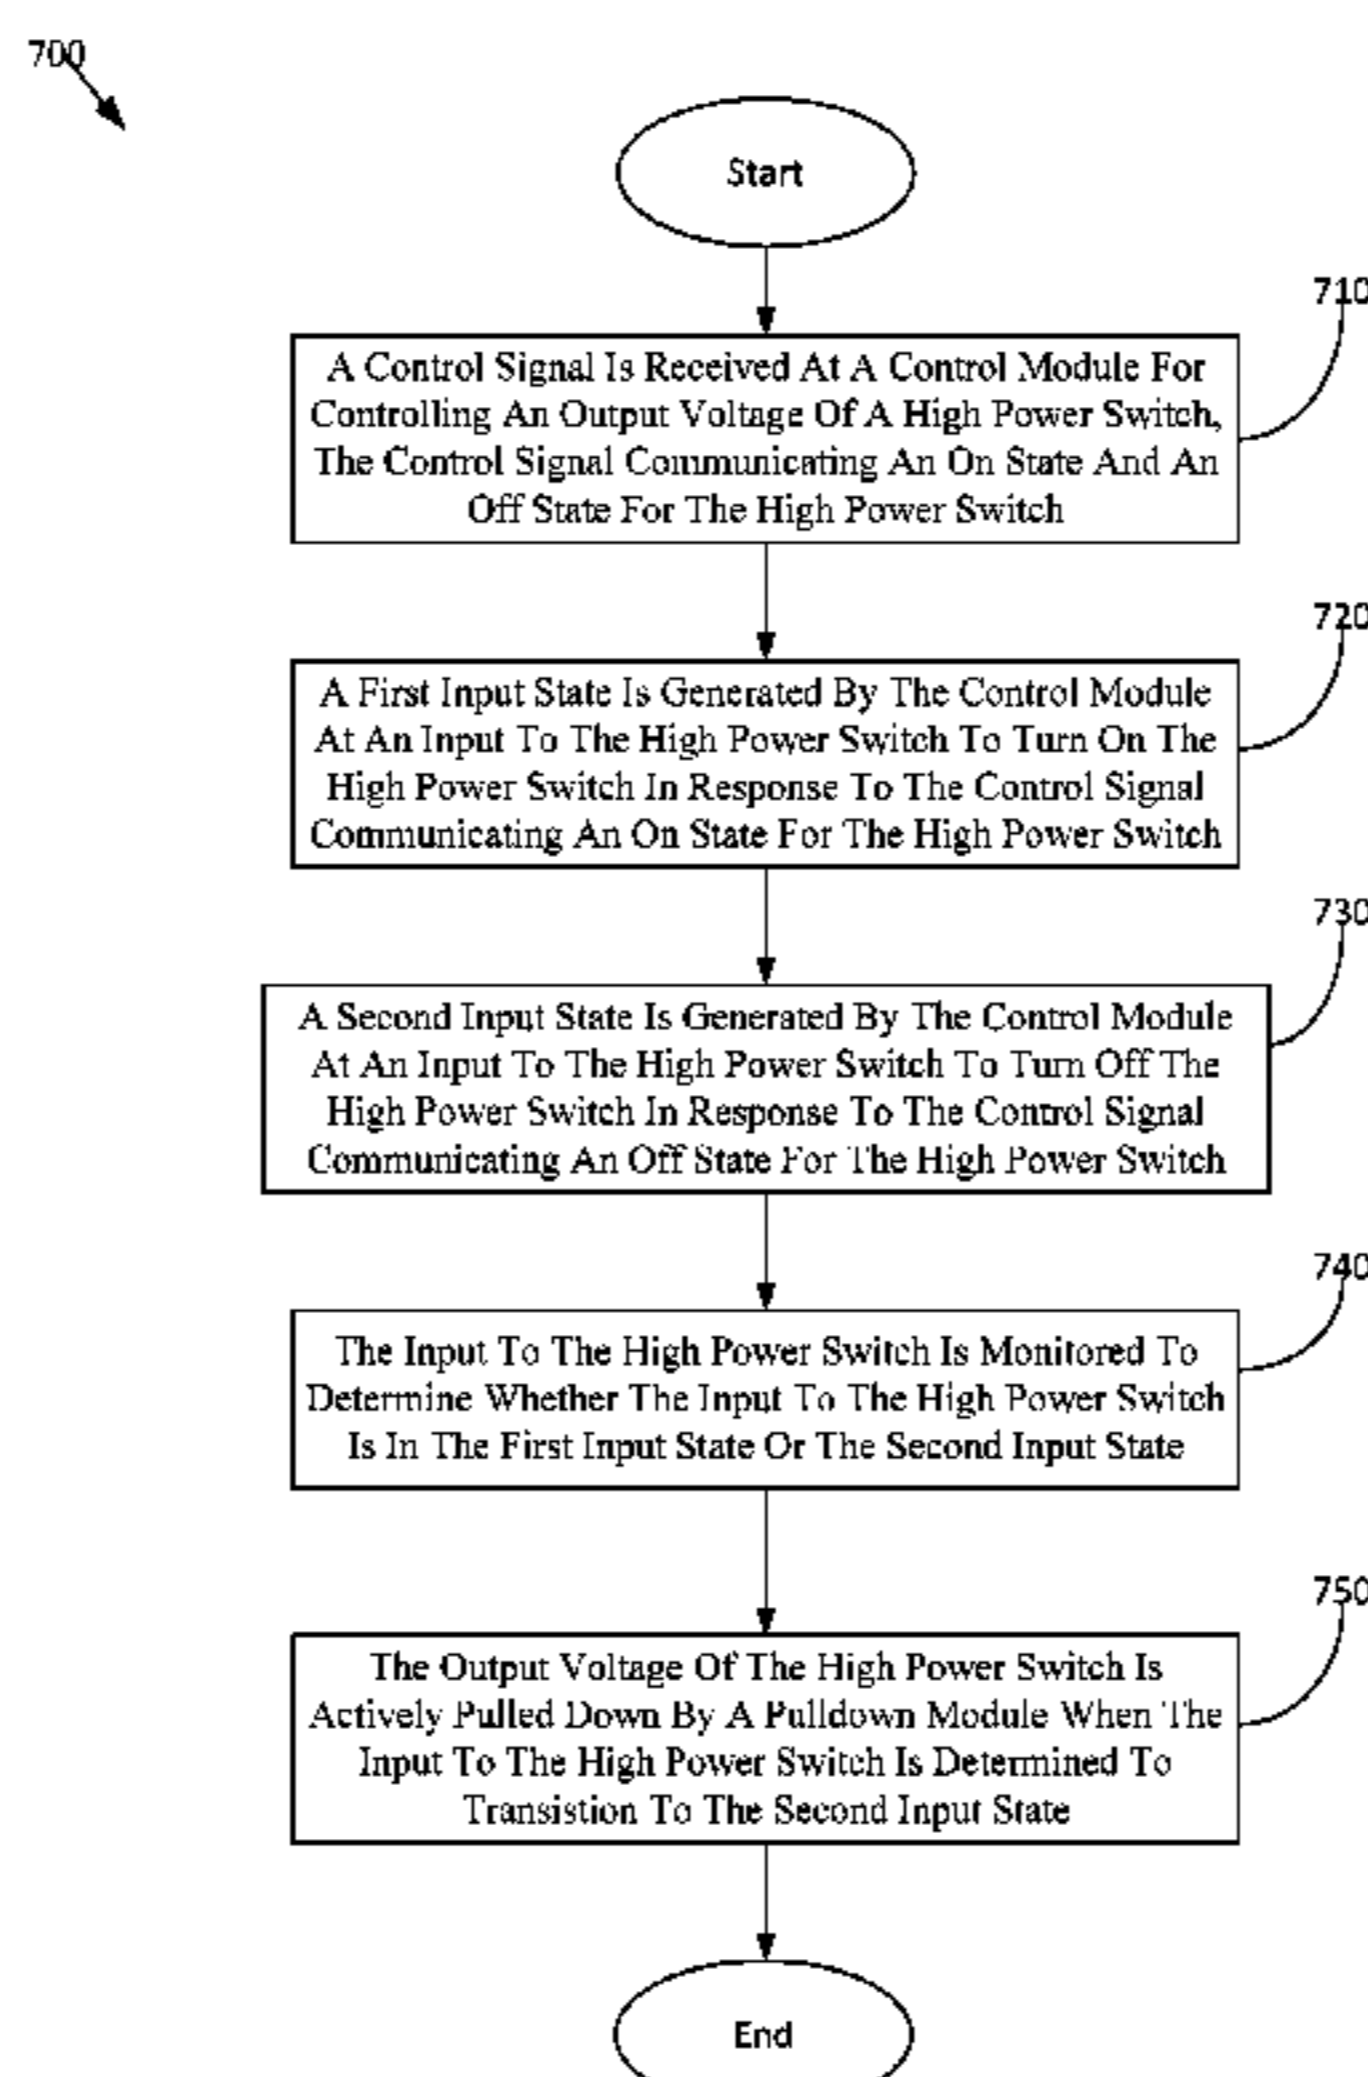 700
Start
710
A Control Signal Is Received At A Control Module For
Controlling An Output Voltage Of A High Power Switch,
The Control Signal Communicating An On State And An
Off State For The High Power Switch
720
A First Input State Is Generated By The Control Module
At An Input To The High Power Switch To Turn On The
High Power Switch In Response To The Control Signal
Communicating An On State For The High Power Switch
730
A Second Input State Is Generated By The Control Module
At An Input To The High Power Switch To Turn Off The
High Power Switch In Response To The Control Signal
Communicating An Off State For The High Power Switch
740
The Input To The High Power Switch Is Monitored To
Determine Whether The Input To The High Power Switch
Is In The First Input State Or The Second Input State
750
The Output Voltage Of The High Power Switch Is
Actively Pulled Down By A Pulldown Module When The
Input To The High Power Switch Is Determined To
Transistion To The Second Input State
End